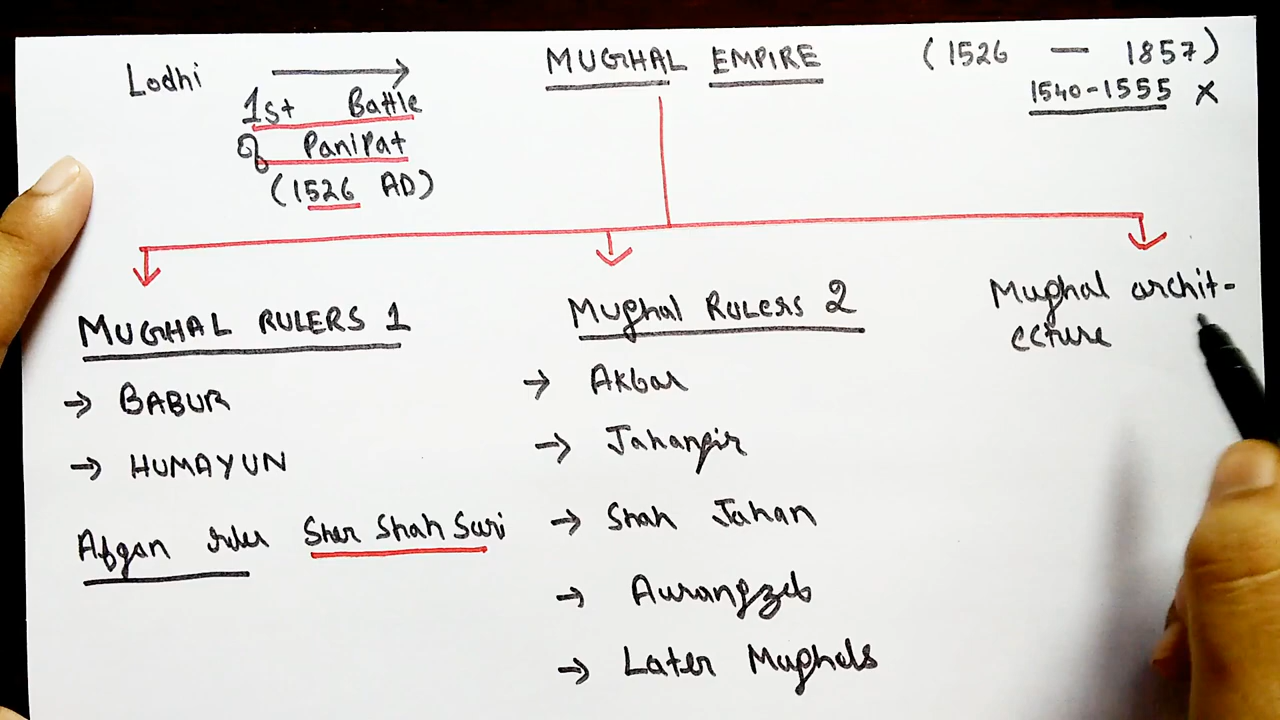 Lodhi
1st Battle
of Panipat
(1526 AD)
MUGHAL EMPIRE
(1526 — 1857)
1540-1555 ×
MUGHAL RULERS 1
→ BABUR
→ HUMAYUN
Afgan ruler Sher Shah Suri
Mughal Rulers 2
→ Akbar
→ Jahangir
→ Shah Jahan
→ Aurangzeb
→ Later Mughals
Mughal archit-
ecture